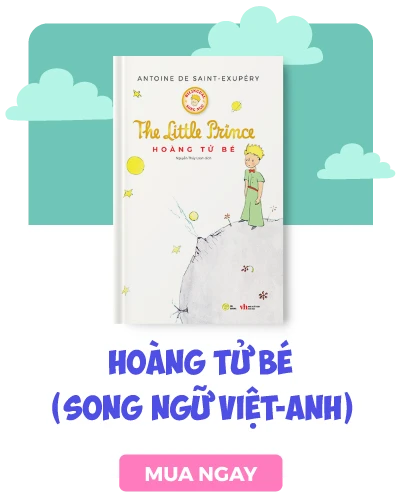 ANTOINE DE SAINT-EXUPÉRY
The Little Prince
HOÀNG TỬ BÉ
HOÀNG TỬ BÉ
(SONG NGỮ VIỆT-ANH)
MUA NGAY